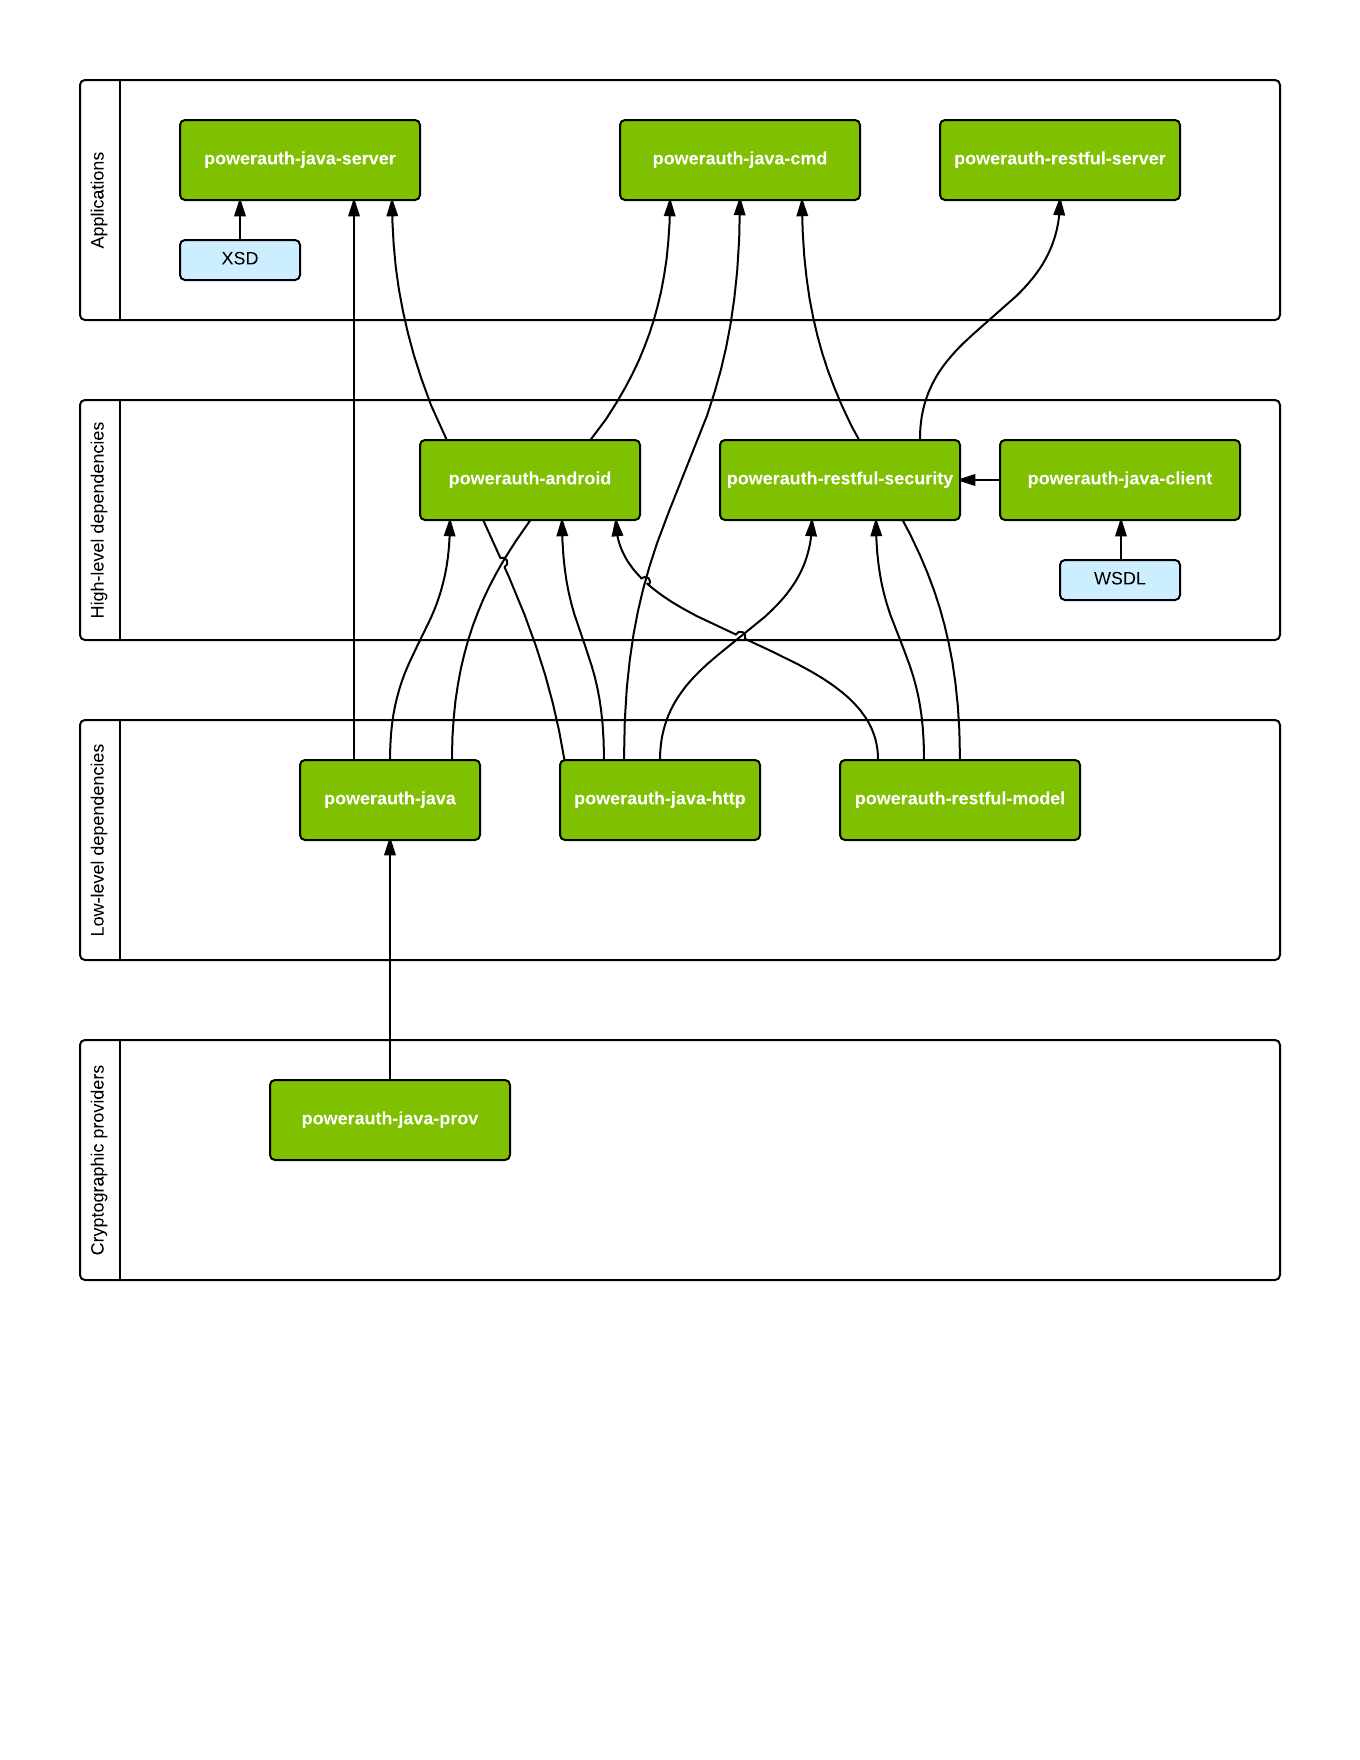 Applications
powerauth-java-server
powerauth-java-cmd
powerauth-restful-server
XSD
High-level dependencies
powerauth-android
powerauth-restful-security
powerauth-java-client
WSDL
Low-level dependencies
powerauth-java
powerauth-java-http
powerauth-restful-model
Cryptographic providers
powerauth-java-prov